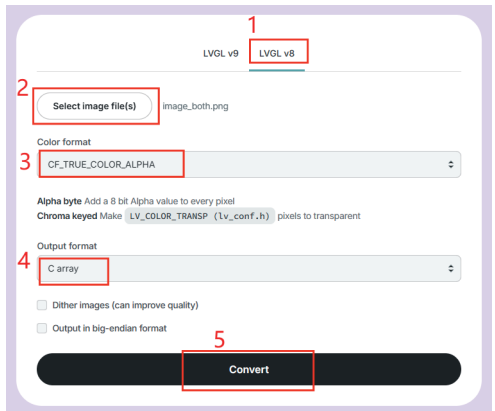 1
LVGL v9 LVGL v8
2
Select image file(s) image_both.png
Color format
3 CF_TRUE_COLOR_ALPHA
Alpha byte Add a 8 bit Alpha value to every pixel
Chroma keyed Make LV_COLOR_TRANSP (lv_conf.h) pixels to transparent
Output format
4 C array
Dither images (can improve quality)
Output in big-endian format
5
Convert